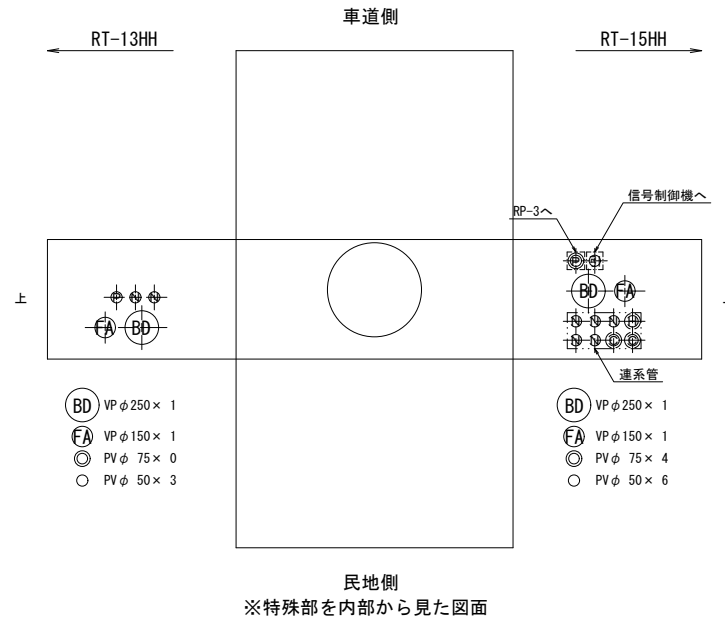 車道側
RT-13HH
RT-15HH
信号制御機へ
RP-3へ
上
P N N
FA BD
BD FA
N N N
N N C C
連系管
BD VPφ250× 1
FA VPφ150× 1
PVφ 75× 0
PVφ 50× 3
BD VPφ250× 1
FA VPφ150× 1
PVφ 75× 4
PVφ 50× 6
民地側
※特殊部を内部から見た図面